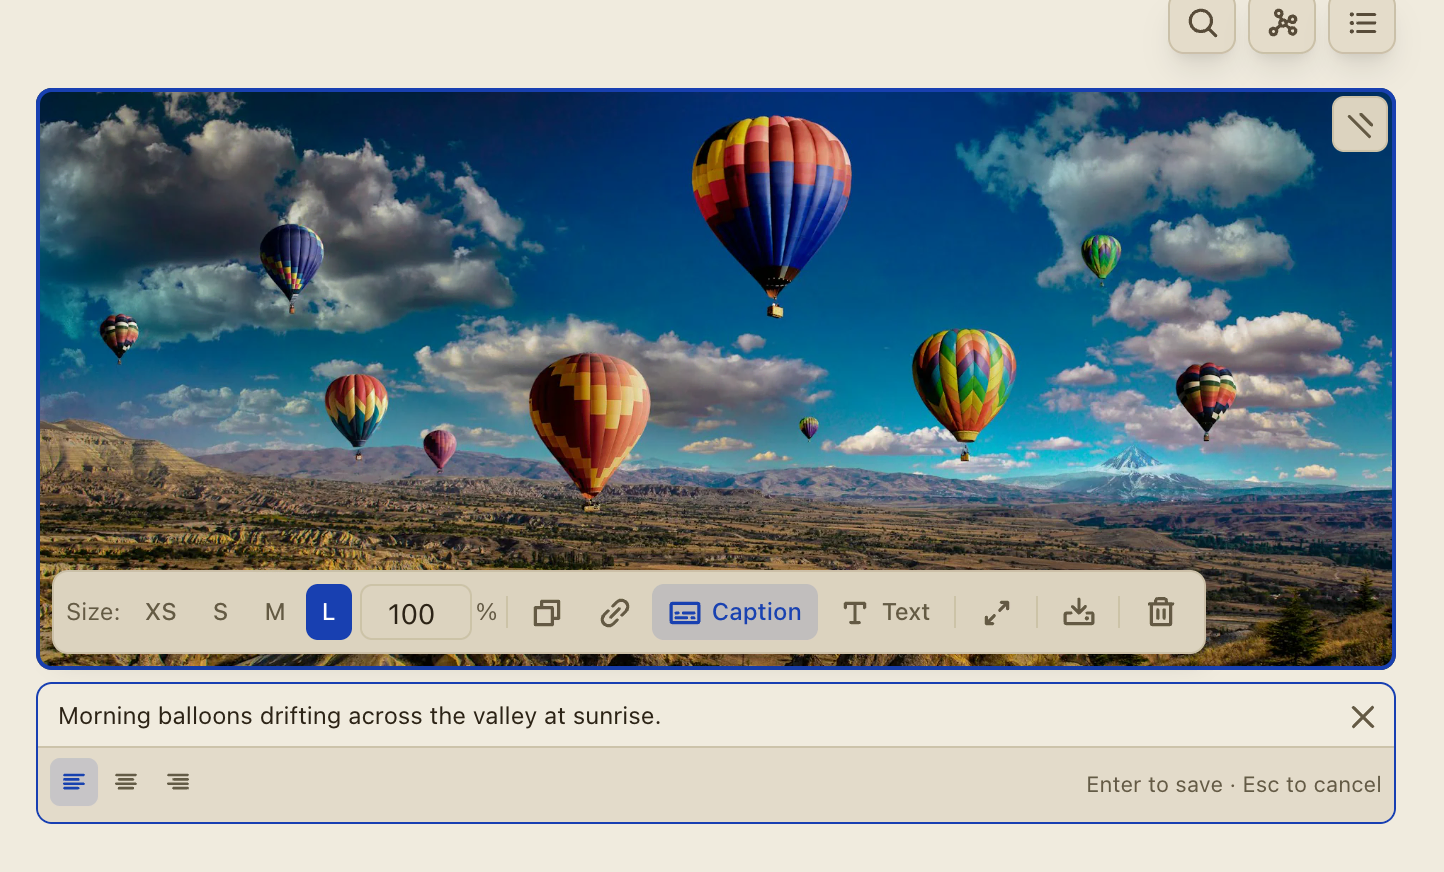 Size: XS S M L 100 % Caption Text
Morning balloons drifting across the valley at sunrise.
Enter to save · Esc to cancel